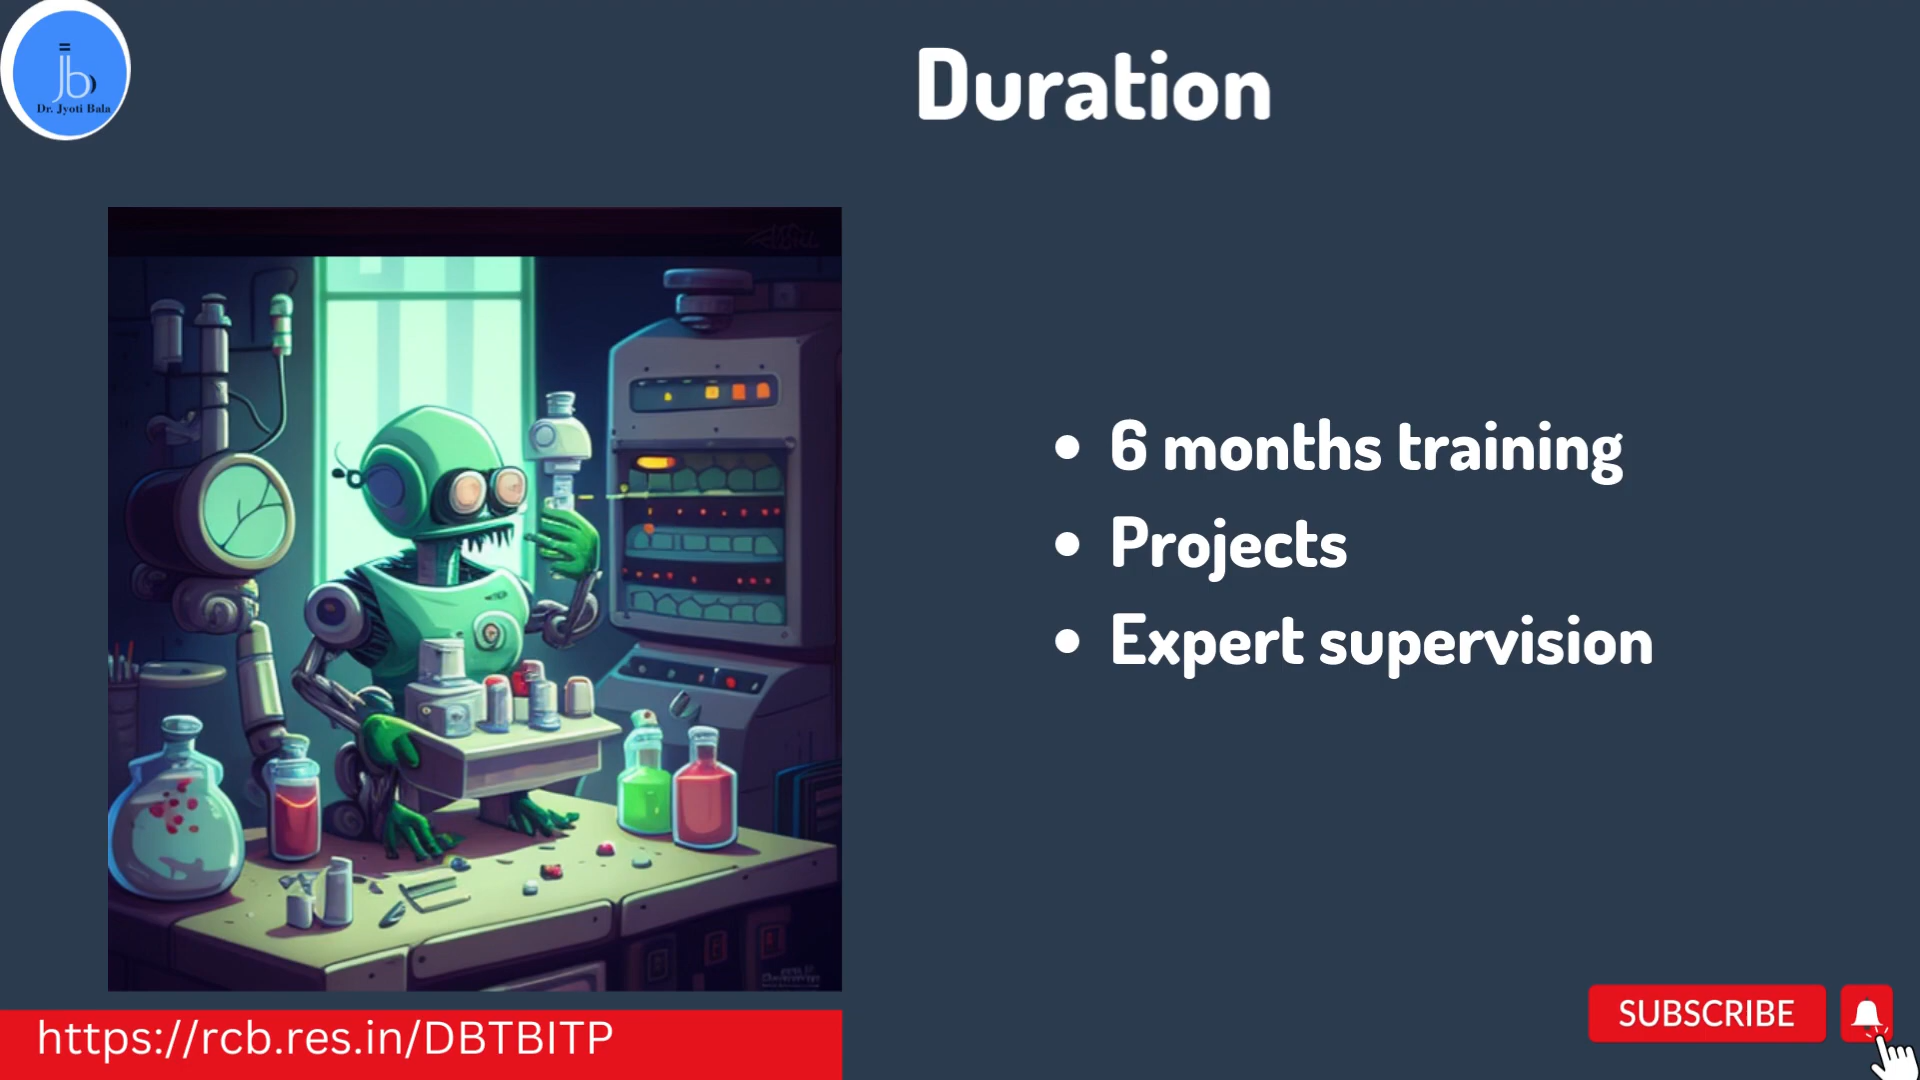 Dr. Jyoti Bala
Duration
6 months training
Projects
Expert supervision
https://rcb.res.in/DBTBITP
SUBSCRIBE